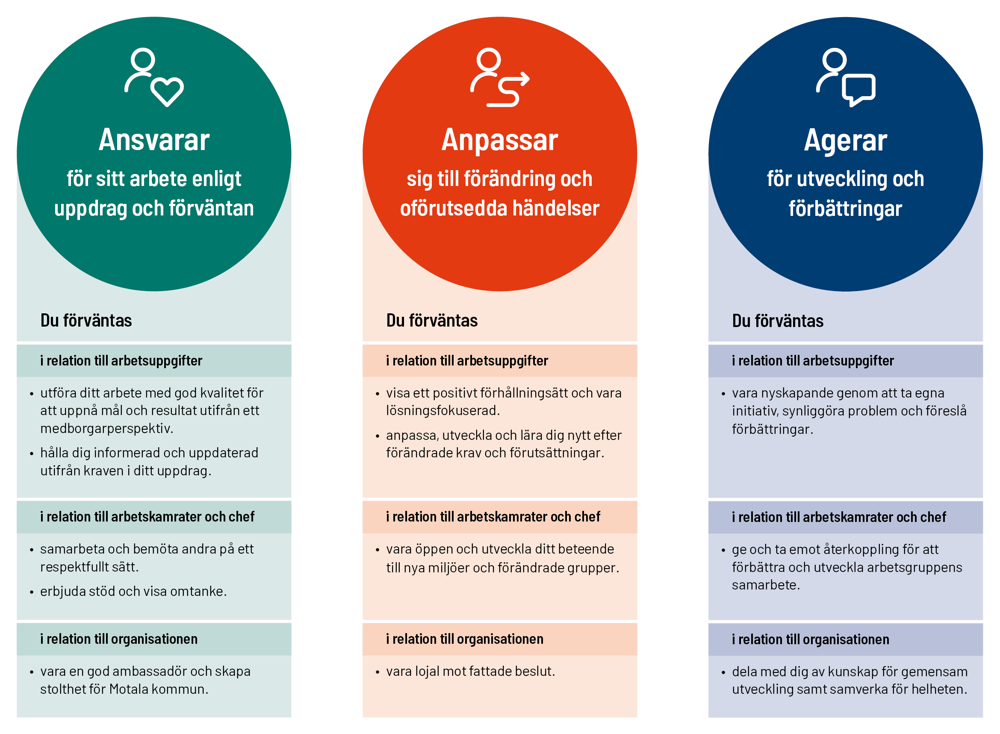 Ansvarar
för sitt arbete enligt
uppdrag och förväntan
Du förväntas
i relation till arbetsuppgifter
• utföra ditt arbete med god kvalitet för
att uppnå mål och resultat utifrån ett
medborgarperspektiv.
• hålla dig informerad och uppdaterad
utifrån kraven i ditt uppdrag.
i relation till arbetskamrater och chef
• samarbeta och bemöta andra på ett
respektfullt sätt.
• erbjuda stöd och visa omtanke.
i relation till organisationen
• vara en god ambassadör och skapa
stolthet för Motala kommun.
Anpassar
sig till förändring och
oförutsedda händelser
Du förväntas
i relation till arbetsuppgifter
• visa ett positivt förhållningsätt och vara
lösningsfokuserad.
• anpassa, utveckla och lära dig nytt efter
förändrade krav och förutsättningar.
i relation till arbetskamrater och chef
• vara öppen och utveckla ditt beteende
till nya miljöer och förändrade grupper.
i relation till organisationen
• vara lojal mot fattade beslut.
Agerar
för utveckling och
förbättringar
Du förväntas
i relation till arbetsuppgifter
• vara nyskapande genom att ta egna
initiativ, synliggöra problem och föreslå
förbättringar.
i relation till arbetskamrater och chef
• ge och ta emot återkoppling för att
förbättra och utveckla arbetsgruppens
samarbete.
i relation till organisationen
• dela med dig av kunskap för gemensam
utveckling samt samverka för helheten.